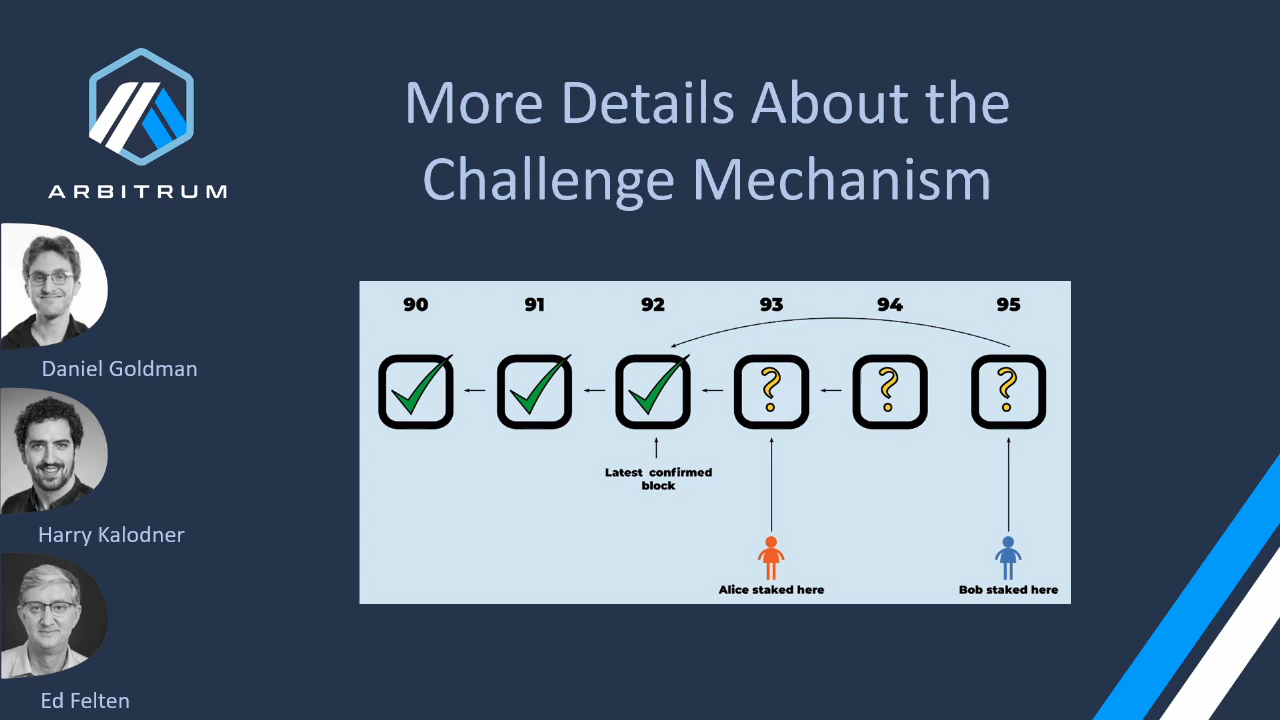 ARBITRUM
More Details About the
Challenge Mechanism
Daniel Goldman
Harry Kalodner
Ed Felten
90 91 92 93 94 95
? ? ?
Latest confirmed
block
Alice staked here
Bob staked here